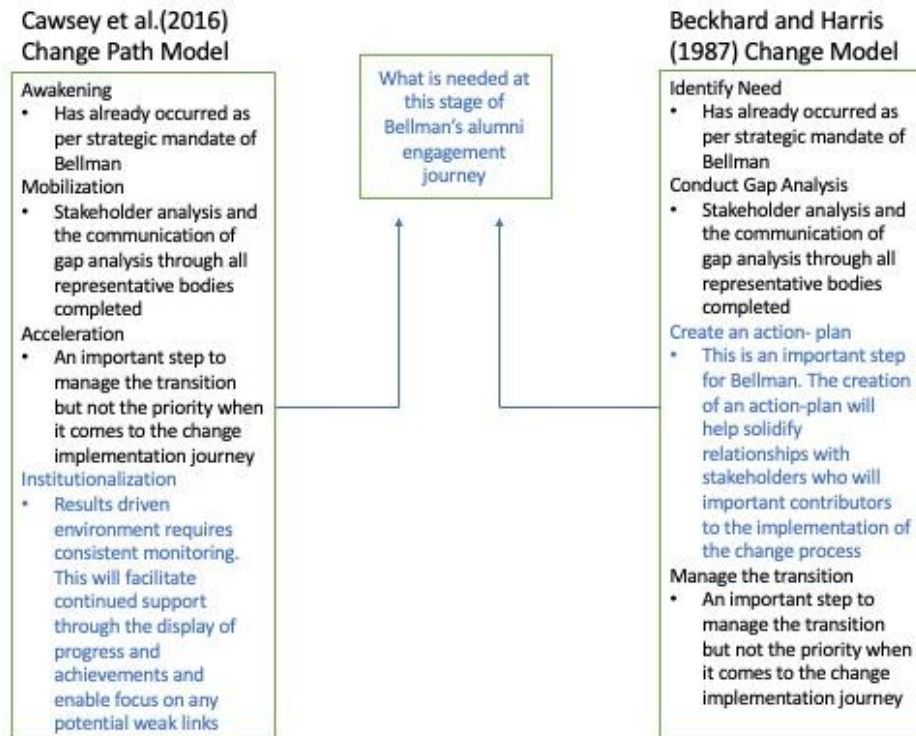 Cawsey et al.(2016)
Change Path Model
Awakening
• Has already occurred as
per strategic mandate of
Bellman
Mobilization
• Stakeholder analysis and
the communication of
gap analysis through all
representative bodies
completed
Acceleration
• An important step to
manage the transition
but not the priority when
it comes to the change
implementation journey
Institutionalization
• Results driven
environment requires
consistent monitoring.
This will facilitate
continued support
through the display of
progress and
achievements and
enable focus on any
potential weak links
What is needed at
this stage of
Bellman's alumni
engagement
journey
Beckhard and Harris
(1987) Change Model
Identify Need
• Has already occurred as
per strategic mandate of
Bellman
Conduct Gap Analysis
• Stakeholder analysis and
the communication of
gap analysis through all
representative bodies
completed
Create an action- plan
• This is an important step
for Bellman. The creation
of an action-plan will
help solidify
relationships with
stakeholders who will
important contributors
to the implementation of
the change process
Manage the transition
• An important step to
manage the transition
but not the priority when
it comes to the change
implementation journey